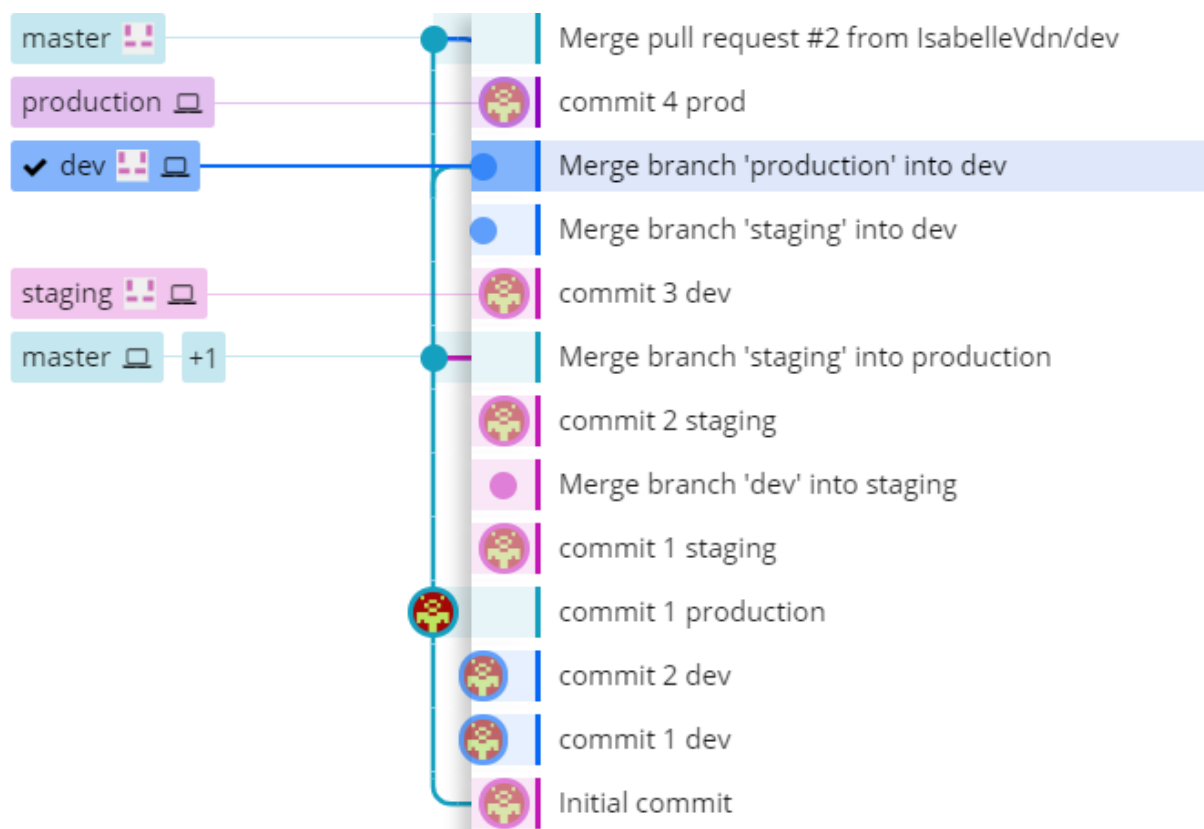 master Merge pull request #2 from IsabelleVdn/dev
production commit 4 prod
dev Merge branch 'production' into dev
Merge branch 'staging' into dev
staging commit 3 dev
master +1 Merge branch 'staging' into production
commit 2 staging
Merge branch 'dev' into staging
commit 1 staging
commit 1 production
commit 2 dev
commit 1 dev
Initial commit